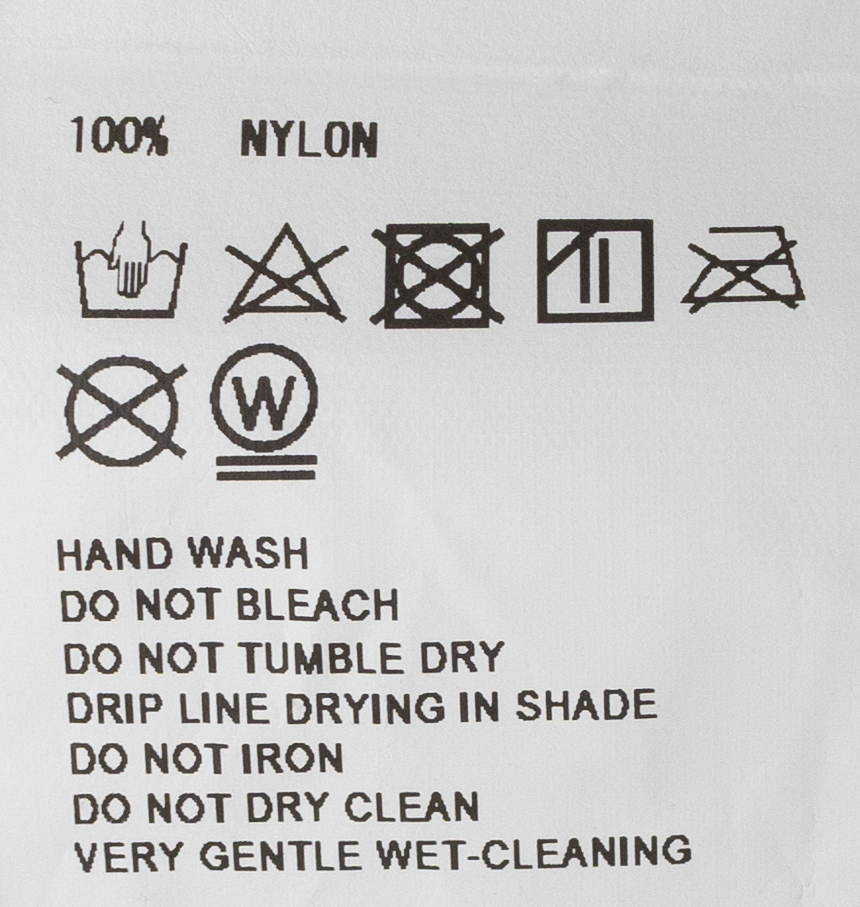 100% NYLON
W
HAND WASH
DO NOT BLEACH
DO NOT TUMBLE DRY
DRIP LINE DRYING IN SHADE
DO NOT IRON
DO NOT DRY CLEAN
VERY GENTLE WET-CLEANING